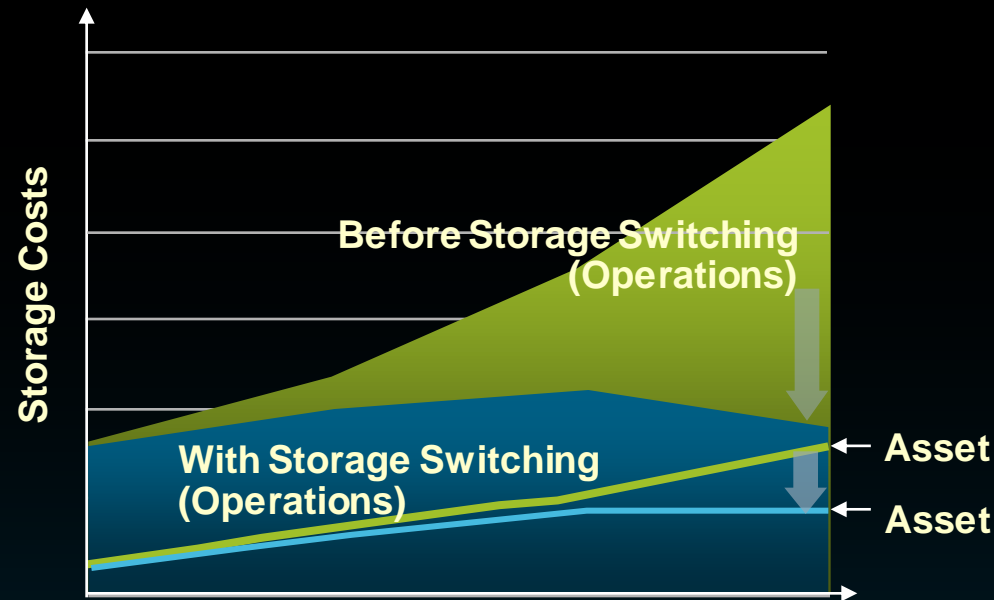 Storage Costs
Before Storage Switching
(Operations)
With Storage Switching
(Operations)
Asset
Asset